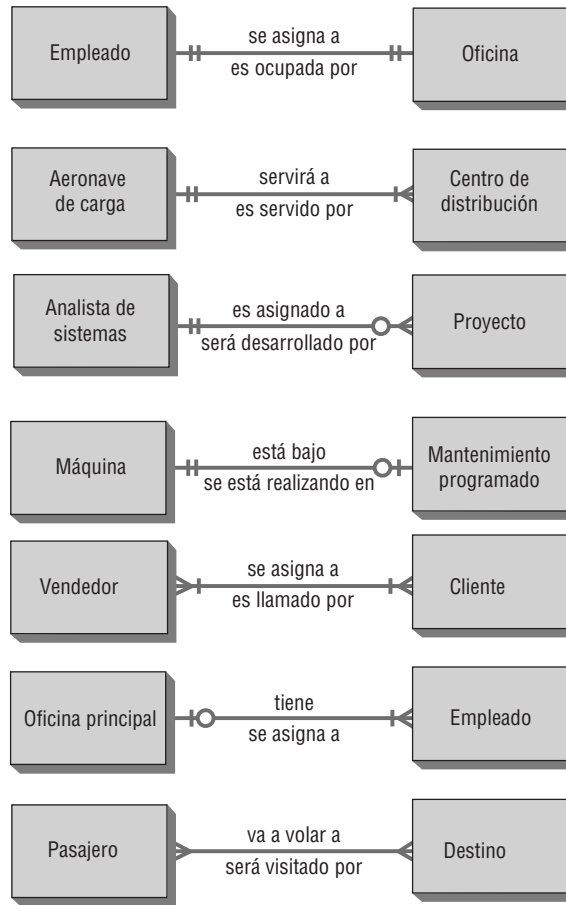 Empleado
se asigna a
es ocupada por
Oficina
Aeronave
de carga
servirá a
es servido por
Centro de
distribución
Analista de
sistemas
es asignado a
será desarrollado por
Proyecto
Máquina
está bajo
se está realizando en
Mantenimiento
programado
Vendedor
se asigna a
es llamado por
Cliente
Oficina principal
tiene
se asigna a
Empleado
Pasajero
va a volar a
será visitado por
Destino